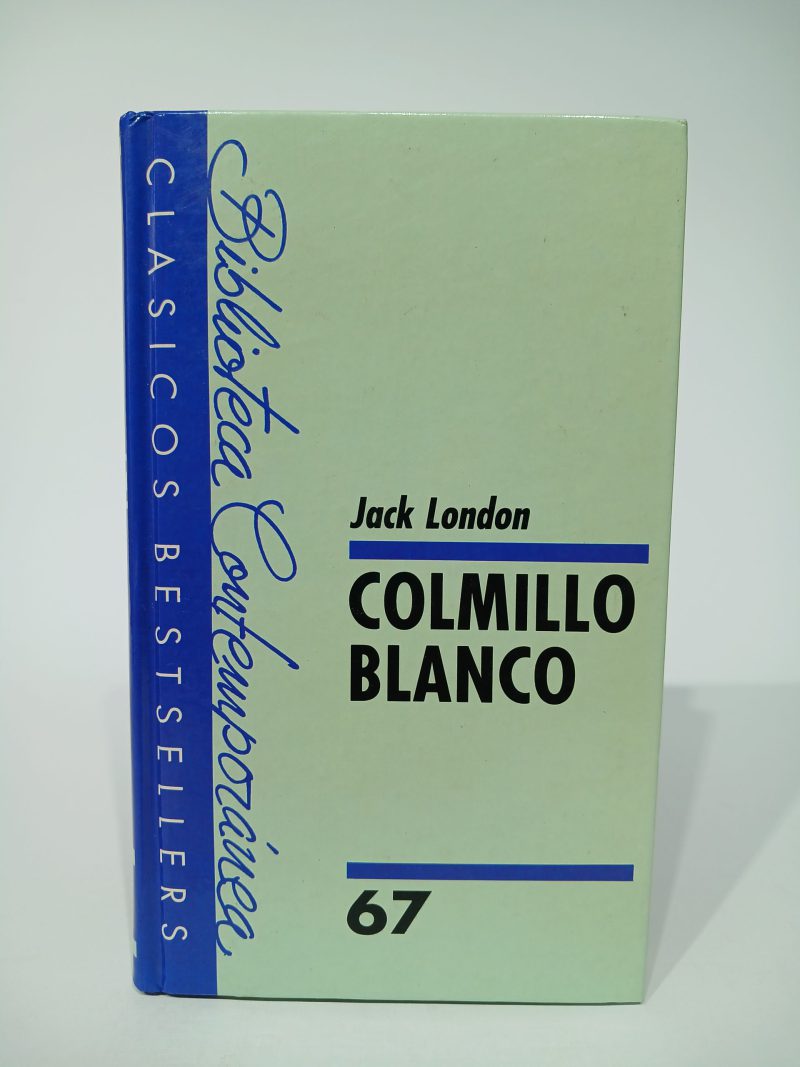 CLASICOS BESTSELLERS
Biblioteca Contemporánea
Jack London
COLMILLO
BLANCO
67